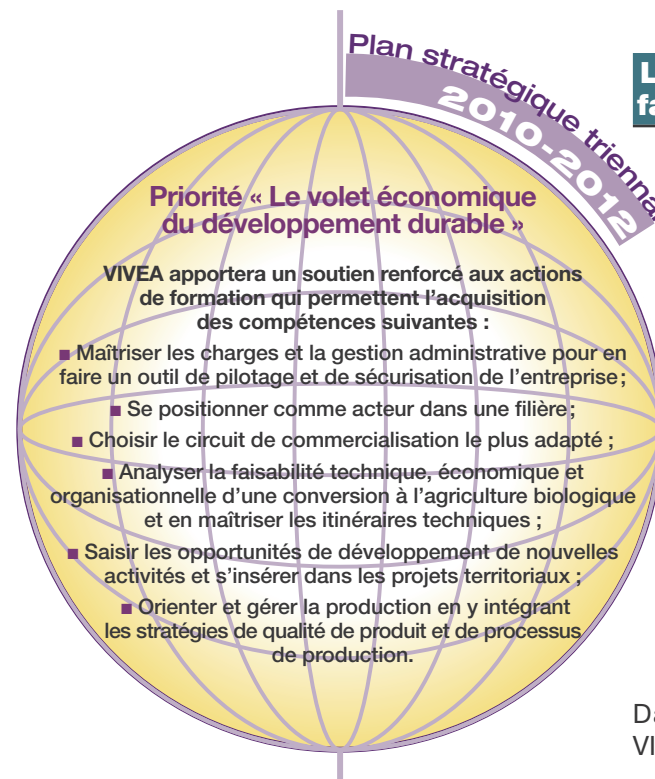 Plan stratégique triennal
2010-2012
Priorité « Le volet économique
du développement durable »
VIVEA apportera un soutien renforcé aux actions
de formation qui permettent l'acquisition
des compétences suivantes :
■ Maîtriser les charges et la gestion administrative pour en
faire un outil de pilotage et de sécurisation de l'entreprise;
■ Se positionner comme acteur dans une filière;
■ Choisir le circuit de commercialisation le plus adapté ;
■ Analyser la faisabilité technique, économique et
organisationnelle d'une conversion à l'agriculture biologique
et en maîtriser les itinéraires techniques ;
■ Saisir les opportunités de développement de nouvelles
activités et s'insérer dans les projets territoriaux ;
■ Orienter et gérer la production en y intégrant
les stratégies de qualité de produit et de processus
de production.